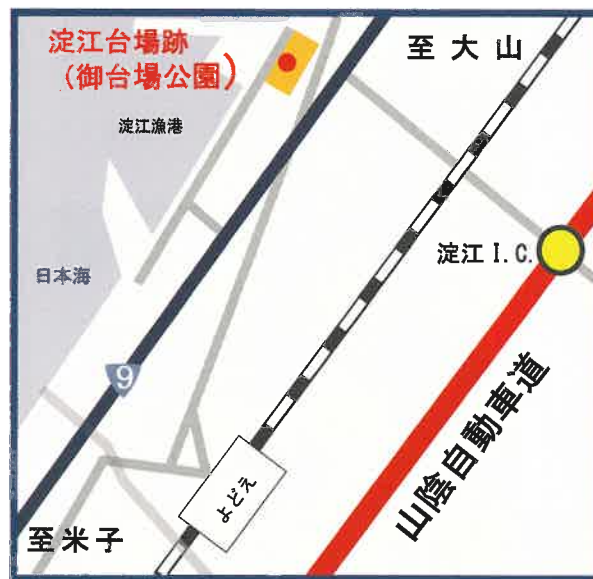 淀江台場跡
(御台場公園)
至大山
淀江漁港
淀江 I.C.
日本海
9
山陰自動車道
よどえ
至米子